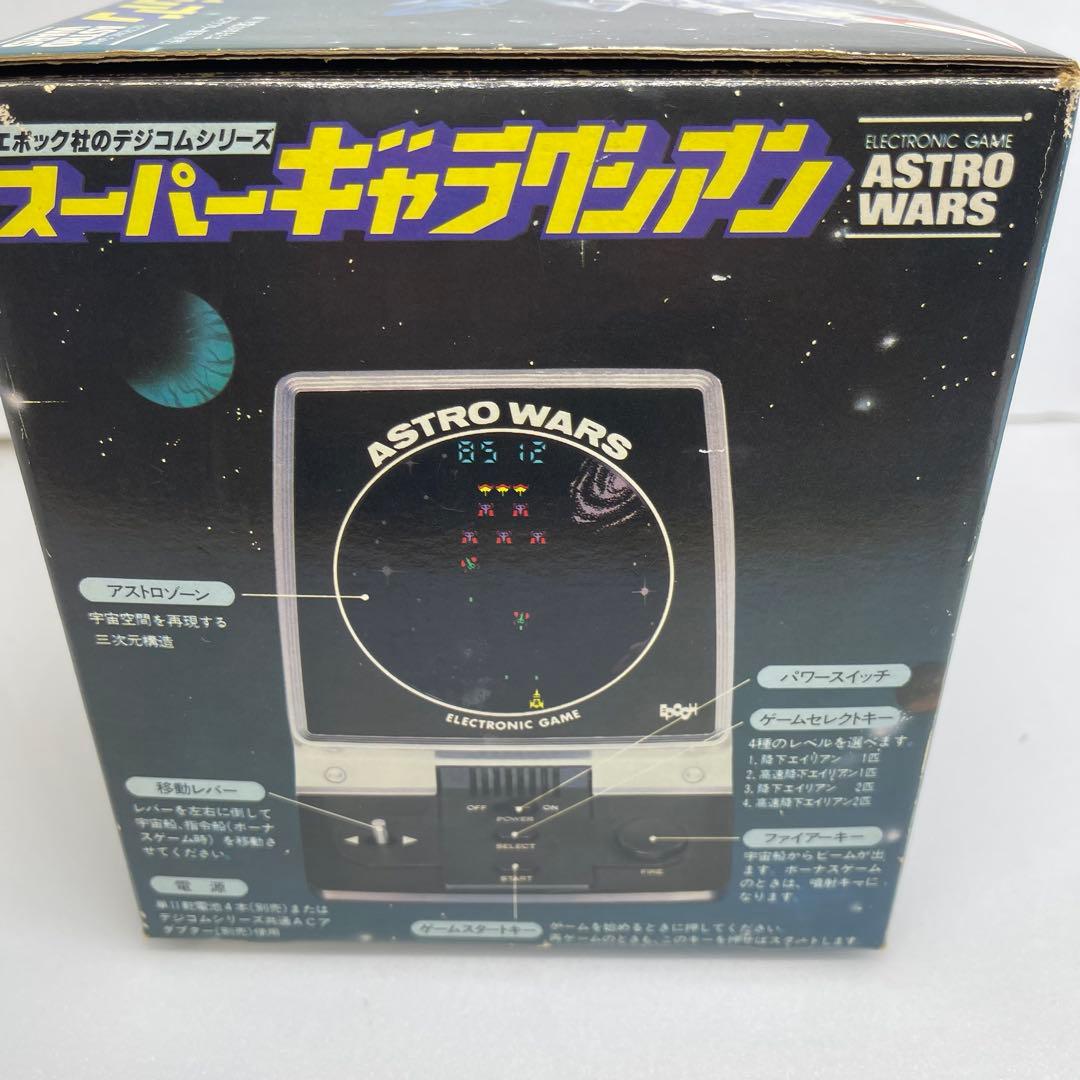 エポック社のデジコムシリーズ
スーパーギャラクシアン
ELECTRONIC GAME
ASTRO
WARS
ASTRO WARS
8512
ELECTRONIC GAME
EPOCH
アストロゾーン
宇宙空間を再現する
三次元構造
パワースイッチ
ゲームセレクトキー
4種のレベルを選べます。
1. 降下エイリアン 1匹
2. 高速降下エイリアン1匹
3. 降下エイリアン 2匹
4. 高速降下エイリアン2匹
移動レバー
レバーを左右に倒して
宇宙船、指令船(ボーナ
スゲーム時)を移動さ
せてください。
OFF ON
POWER
SELECT
START
FIRE
ファイアーキー
宇宙船からビームが出
ます。ボーナスゲーム
のときは、噴射キーに
なります。
電源
単II乾電池4本(別売)または
デジコムシリーズ共通ACア
ダプター(別売)使用
ゲームスタートキー
ゲームを始めるときに押してください。
再ゲームのときも、このキーを押せばスタートします